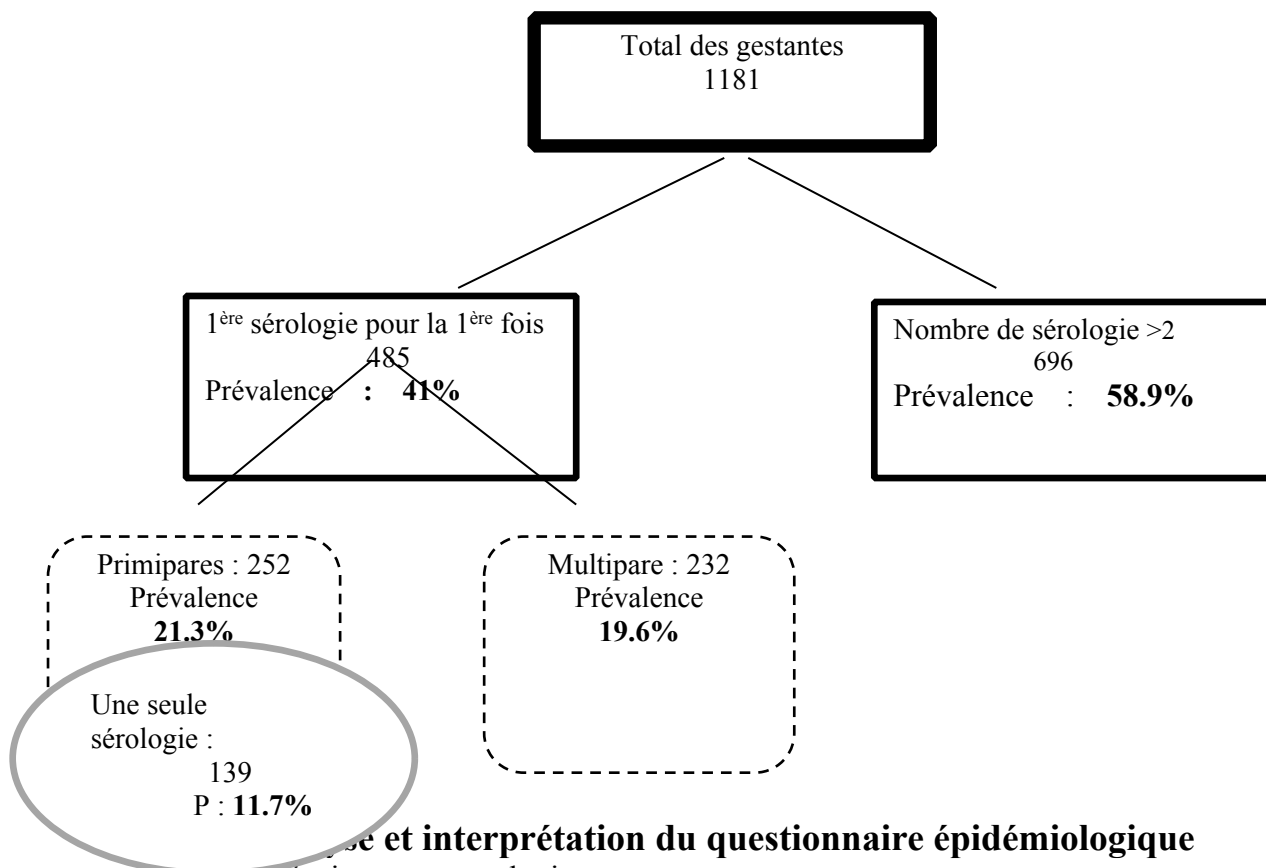 Total des gestantes
1181
1ère sérologie pour la 1ère fois
485
Prévalence : 41%
Nombre de sérologie >2
696
Prévalence : 58.9%
Primipares : 252
Prévalence
21.3%
Multipare : 232
Prévalence
19.6%
Une seule
sérologie :
139
P : 11.7%
et interprétation du questionnaire épidémiologique